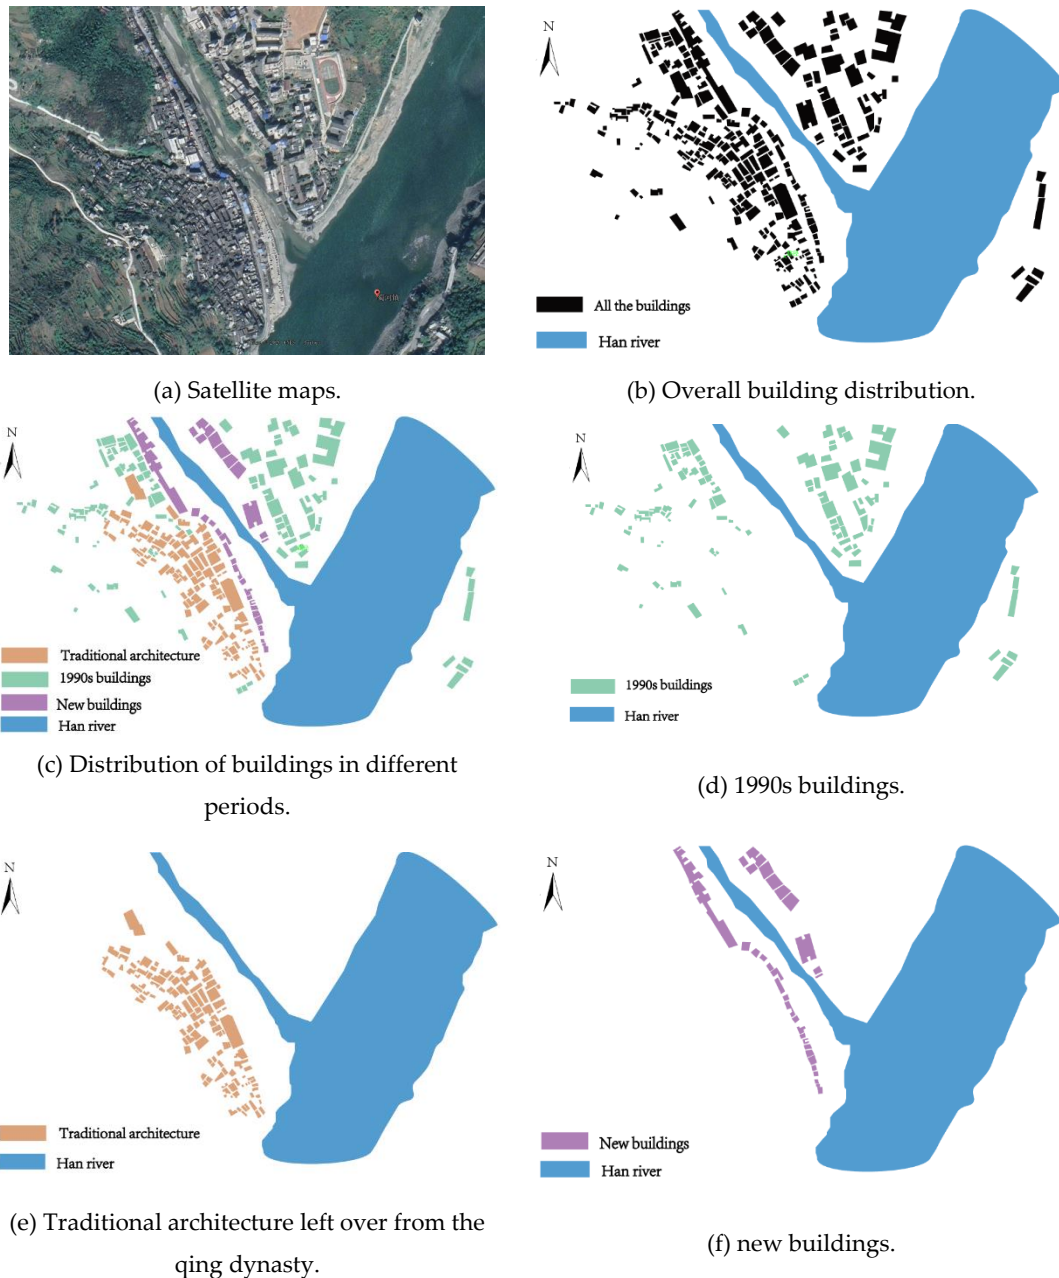 N
All the buildings
Han river
(a) Satellite maps.
(b) Overall building distribution.
N
Traditional architecture
1990s buildings
New buildings
Han river
(c) Distribution of buildings in different
periods.
N
1990s buildings
Han river
(d) 1990s buildings.
N
Traditional architecture
Han river
(e) Traditional architecture left over from the
qing dynasty.
N
New buildings
Han river
(f) new buildings.